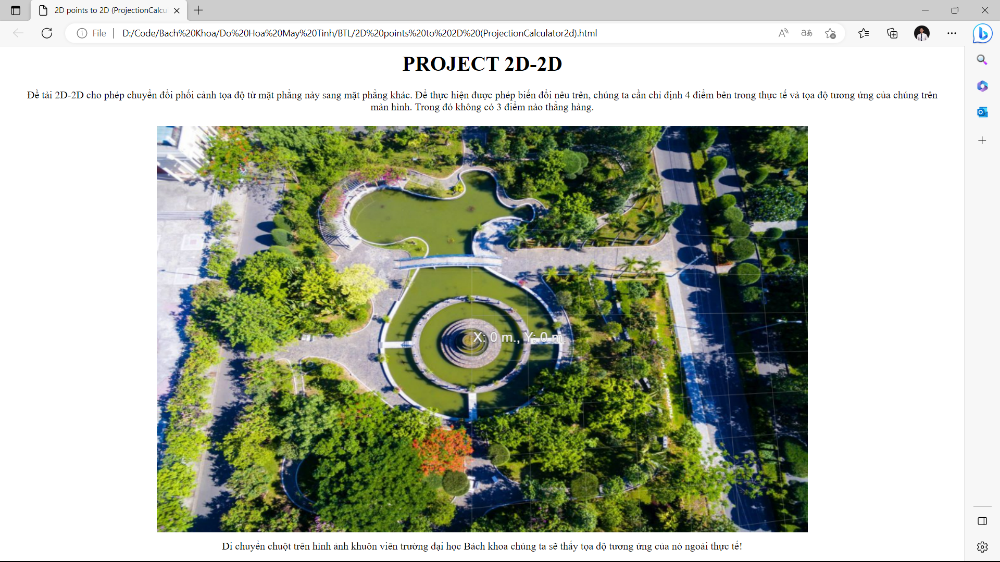 2D points to 2D (ProjectionCalcu
File
D:/Code/Bach%20Khoa/Do%20Hoa%20May%20Tinh/BTL/2D%20points%20to%202D%20(ProjectionCalculator2d).html
PROJECT 2D-2D
Đề tài 2D-2D cho phép chuyển đổi phối cảnh tọa độ từ mặt phẳng này sang mặt phẳng khác. Để thực hiện được phép biến đổi nêu trên, chúng ta cần chỉ định 4 điểm bên trong thực tế và tọa độ tương ứng của chúng trên
màn hình. Trong đó không có 3 điểm nào thẳng hàng.
X: 0 m., Y: 0 m.
Di chuyển chuột trên hình ảnh khuôn viên trường đại học Bách khoa chúng ta sẽ thấy tọa độ tương ứng của nó ngoài thực tế!